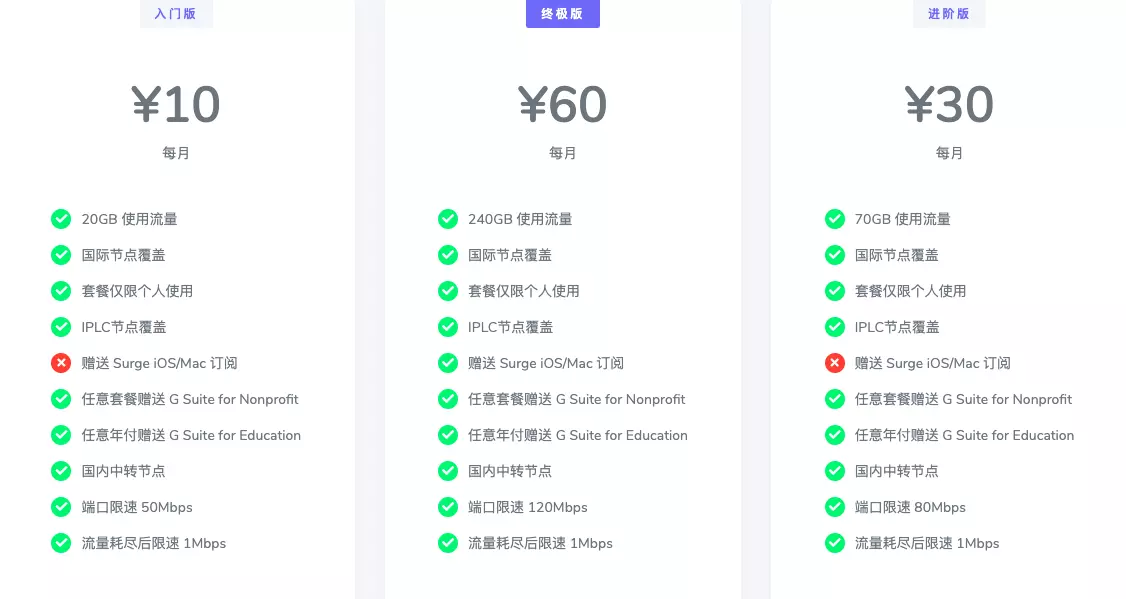 入门版
¥10
每月
20GB 使用流量
国际节点覆盖
套餐仅限个人使用
IPLC节点覆盖
赠送 Surge iOS/Mac 订阅
任意套餐赠送 G Suite for Nonprofit
任意年付赠送 G Suite for Education
国内中转节点
端口限速 50Mbps
流量耗尽后限速 1Mbps
终极版
¥60
每月
240GB 使用流量
国际节点覆盖
套餐仅限个人使用
IPLC节点覆盖
赠送 Surge iOS/Mac 订阅
任意套餐赠送 G Suite for Nonprofit
任意年付赠送 G Suite for Education
国内中转节点
端口限速 120Mbps
流量耗尽后限速 1Mbps
进阶版
¥30
每月
70GB 使用流量
国际节点覆盖
套餐仅限个人使用
IPLC节点覆盖
赠送 Surge iOS/Mac 订阅
任意套餐赠送 G Suite for Nonprofit
任意年付赠送 G Suite for Education
国内中转节点
端口限速 80Mbps
流量耗尽后限速 1Mbps